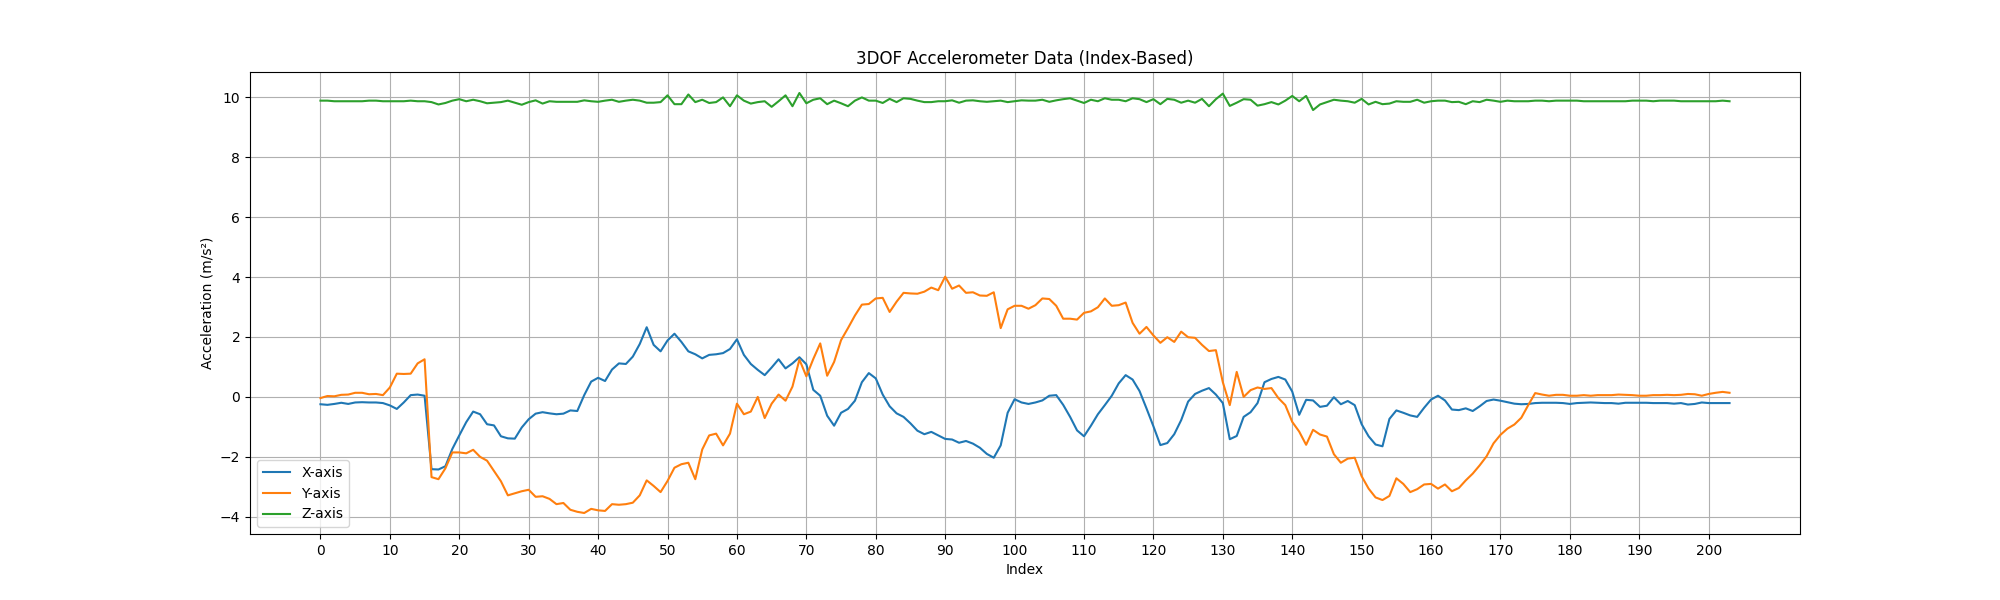 3DOF Accelerometer Data (Index-Based)
Acceleration (m/s²)
10
8
6
4
2
0
−2
−4
X-axis
Y-axis
Z-axis
0 10 20 30 40 50 60 70 80 90 100 110 120 130 140 150 160 170 180 190 200
Index